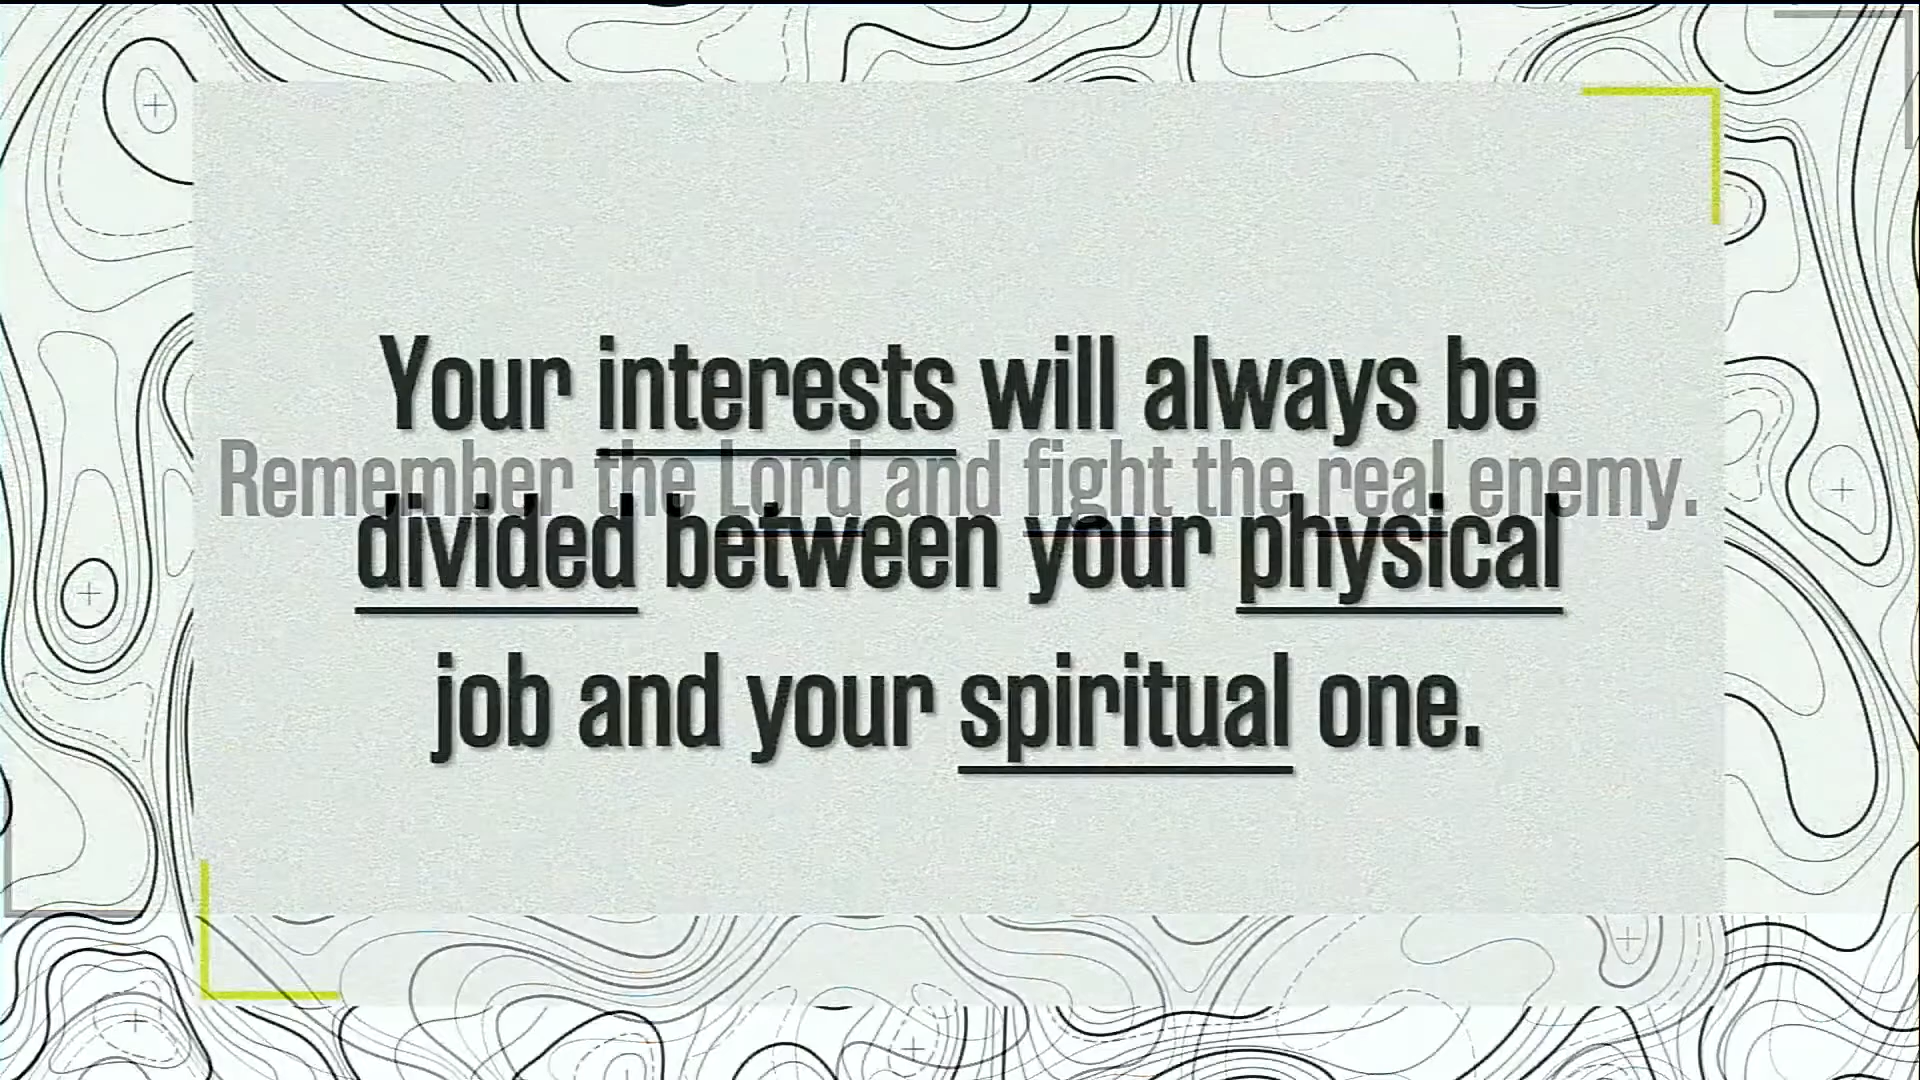 Your interests will always be
Remember the Lord and fight the real enemy.
divided between your physical
job and your spiritual one.